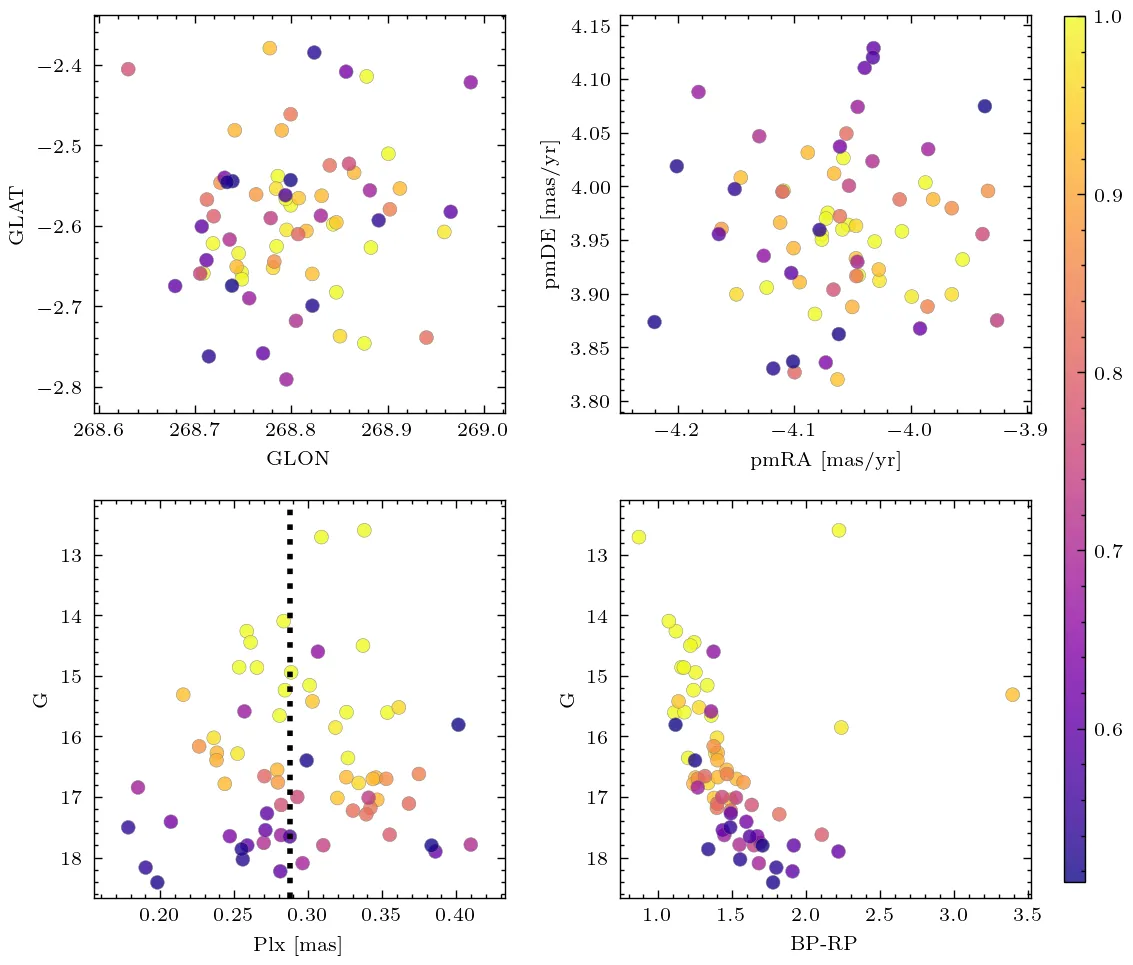 −2.4
−2.5
−2.6
−2.7
−2.8
GLAT
268.6 268.7 268.8 268.9 269.0
GLON
4.15
4.10
4.05
4.00
3.95
3.90
3.85
3.80
pmDE [mas/yr]
−4.2 −4.1 −4.0 −3.9
pmRA [mas/yr]
13
14
15
16
17
18
G
0.20 0.25 0.30 0.35 0.40
Plx [mas]
13
14
15
16
17
18
G
1.0 1.5 2.0 2.5 3.0 3.5
BP-RP
1.0
0.9
0.8
0.7
0.6